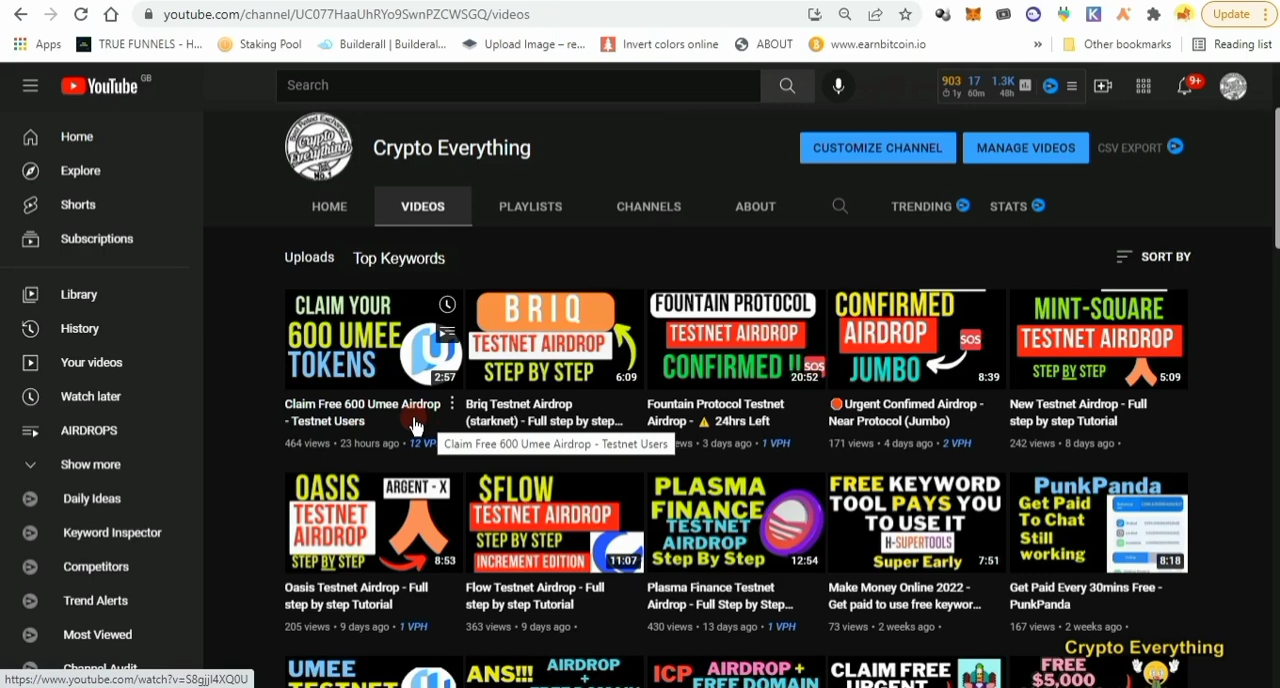 youtube.com/channel/UC077HaaUhRYo9SwnPZCWSGQ/videos
Update
Apps
TRUE FUNNELS - H...
Staking Pool
Builderall | Builderal...
Upload Image – re...
Invert colors online
ABOUT
www.earnbitcoin.io
»
Other bookmarks
Reading list
YouTube GB
Search
903 17 1.3K
1y 60m 48h
9+
Home
Explore
Shorts
Subscriptions
Library
History
Your videos
Watch later
AIRDROPS
Show more
Daily Ideas
Keyword Inspector
Competitors
Trend Alerts
Most Viewed
Channel Audit
Crypto Everything
Crypto Everything
CUSTOMIZE CHANNEL
MANAGE VIDEOS
CSV EXPORT
HOME
VIDEOS
PLAYLISTS
CHANNELS
ABOUT
TRENDING
STATS
Uploads
Top Keywords
SORT BY
CLAIM YOUR
600 UMEE
TOKENS
2:57
Claim Free 600 Umee Airdrop
- Testnet Users
464 views • 23 hours ago • 12 VP
Claim Free 600 Umee Airdrop - Testnet Users
BRIQ
TESTNET AIRDROP
STEP BY STEP
6:09
Briq Testnet Airdrop
(starknet) - Full step by step...
FOUNTAIN PROTOCOL
TESTNET AIRDROP
CONFIRMED !!
SOS
20:52
Fountain Protocol Testnet
Airdrop - ⚠ 24hrs Left
ews • 3 days ago • 1 VPH
CONFIRMED
AIRDROP
SOS
JUMBO
8:39
Urgent Confimed Airdrop -
Near Protocol (Jumbo)
171 views • 4 days ago • 2 VPH
MINT-SQUARE
TESTNET AIRDROP
STEP BY STEP
5:09
New Testnet Airdrop - Full
step by step Tutorial
242 views • 8 days ago •
OASIS
ARGENT - X
TESTNET
AIRDROP
STEP BY STEP
8:53
Oasis Testnet Airdrop - Full
step by step Tutorial
205 views • 9 days ago • 1 VPH
$FLOW
TESTNET AIRDROP
STEP BY STEP
INCREMENT EDITION
11:07
Flow Testnet Airdrop - Full
step by step Tutorial
363 views • 9 days ago •
PLASMA
FINANCE
TESTNET
AIRDROP
Step By Step
12:54
Plasma Finance Testnet
Airdrop - Full Step by Step...
430 views • 13 days ago • 1 VPH
FREE KEYWORD
TOOL PAYS YOU
TO USE IT
H-SUPERTOOLS
Super Early
7:51
Make Money Online 2022 -
Get paid to use free keywor...
73 views • 2 weeks ago •
PunkPanda
Get Paid
To Chat
Still
working
8:18
Get Paid Every 30mins Free -
PunkPanda
167 views • 2 weeks ago •
UMEE
ANS!!!
AIRDROP
+
ICP
AIRDROP +
FREE DOMAIN
CLAIM FREE
URGENT
FREE
$5,000
Crypto Everything
https://www.youtube.com/watch?v=S8gjjI4XQ0U